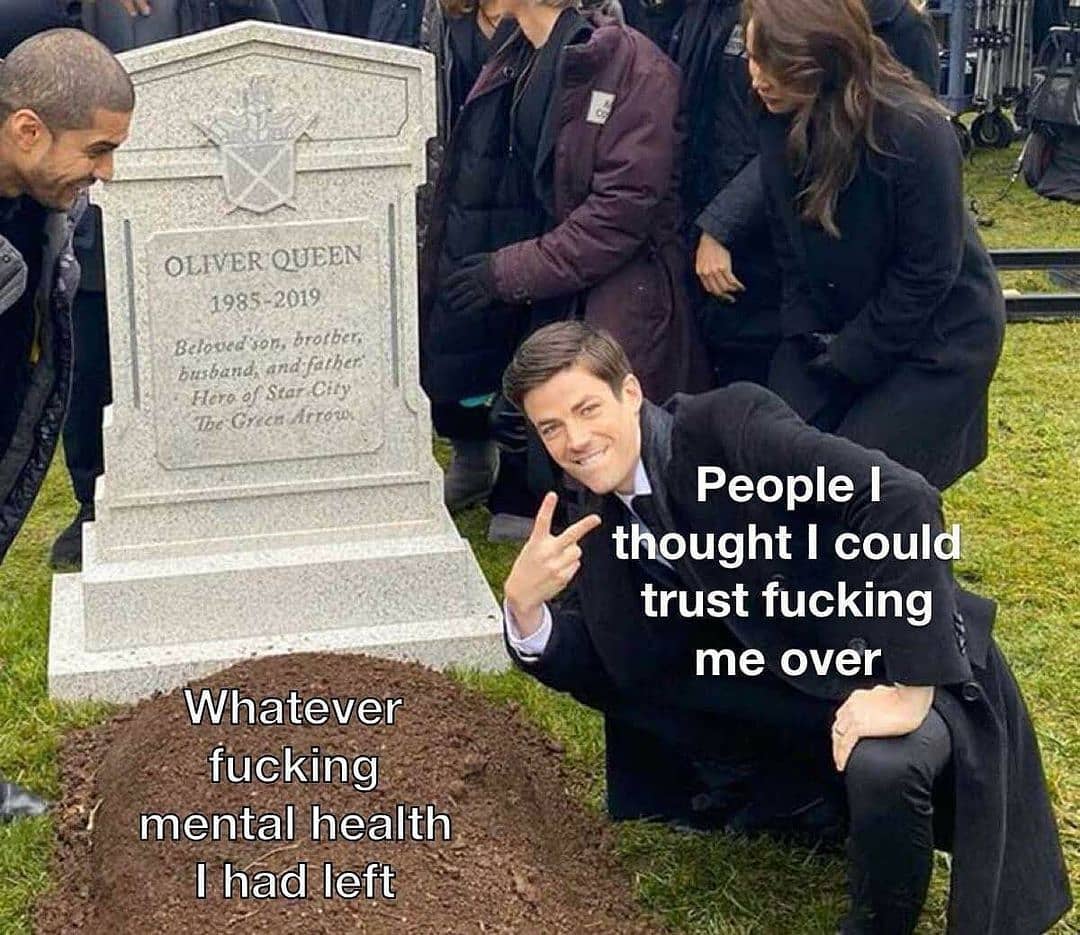 OLIVER QUEEN
1985-2019
Beloved son, brother,
husband, and father
Hero of Star City
The Green Arrow
People I
thought I could
trust fucking
me over
Whatever
fucking
mental health
I had left